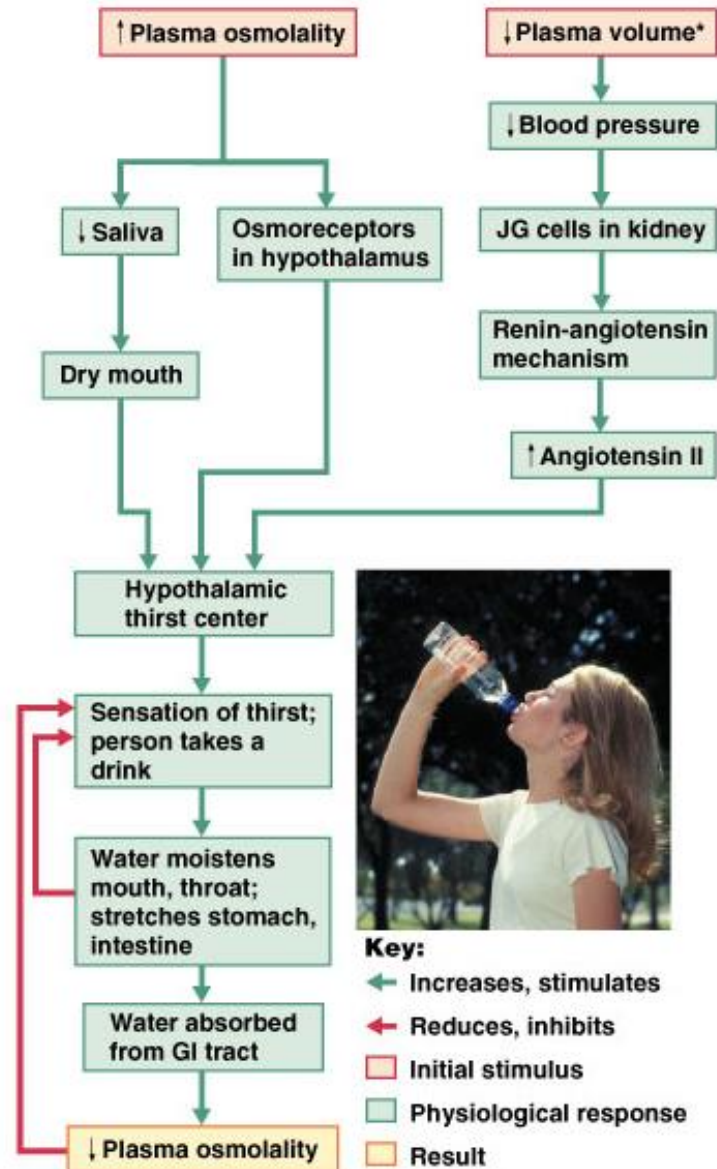 ↑ Plasma osmolality
↓ Plasma volume*
↓ Blood pressure
↓ Saliva
Osmoreceptors
in hypothalamus
JG cells in kidney
Renin-angiotensin
mechanism
Dry mouth
↑ Angiotensin II
Hypothalamic
thirst center
Sensation of thirst;
person takes a
drink
Water moistens
mouth, throat;
stretches stomach,
intestine
Water absorbed
from GI tract
↓ Plasma osmolality
Key:
Increases, stimulates
Reduces, inhibits
Initial stimulus
Physiological response
Result